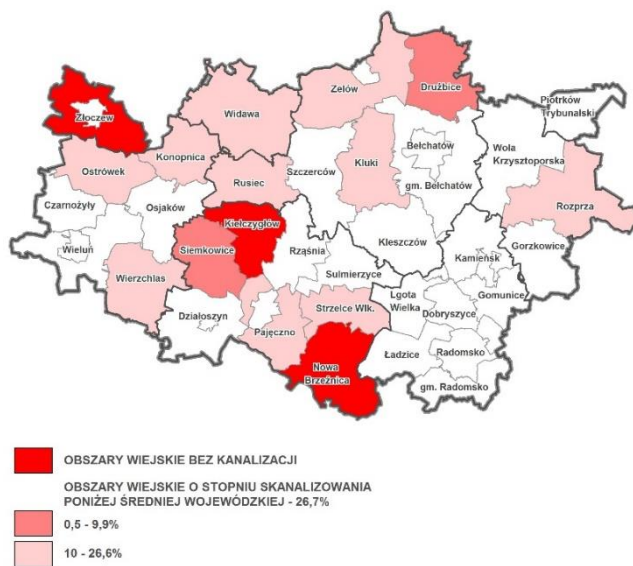 Piotrków
Trybunalski
Drużbice
Zelów
Widawa
Złoczew
Wola
Krzysztoporska
Bełchatów
Konopnica
Kluki
Ostrówek
Szczerców
Rusiec
gm. Bełchatów
Rozprza
Czarnożyły
Osjaków
Kiełczygłów
Wieluń
Siemkowice
Rząśnia
Kleszczów
Gorzkowice
Kamieńsk
Wierzchlas
Sulmierzyce
Gomunice
Strzelce Wlk.
Lgota
Wielka
Dobryszyce
Działoszyn
Pajęczno
Ładzice
Radomsko
Nowa
Brzeźnica
gm. Radomsko
OBSZARY WIEJSKIE BEZ KANALIZACJI
OBSZARY WIEJSKIE O STOPNIU SKANALIZOWANIA
PONIŻEJ ŚREDNIEJ WOJEWÓDZKIEJ - 26,7%
0,5 - 9,9%
10 - 26,6%